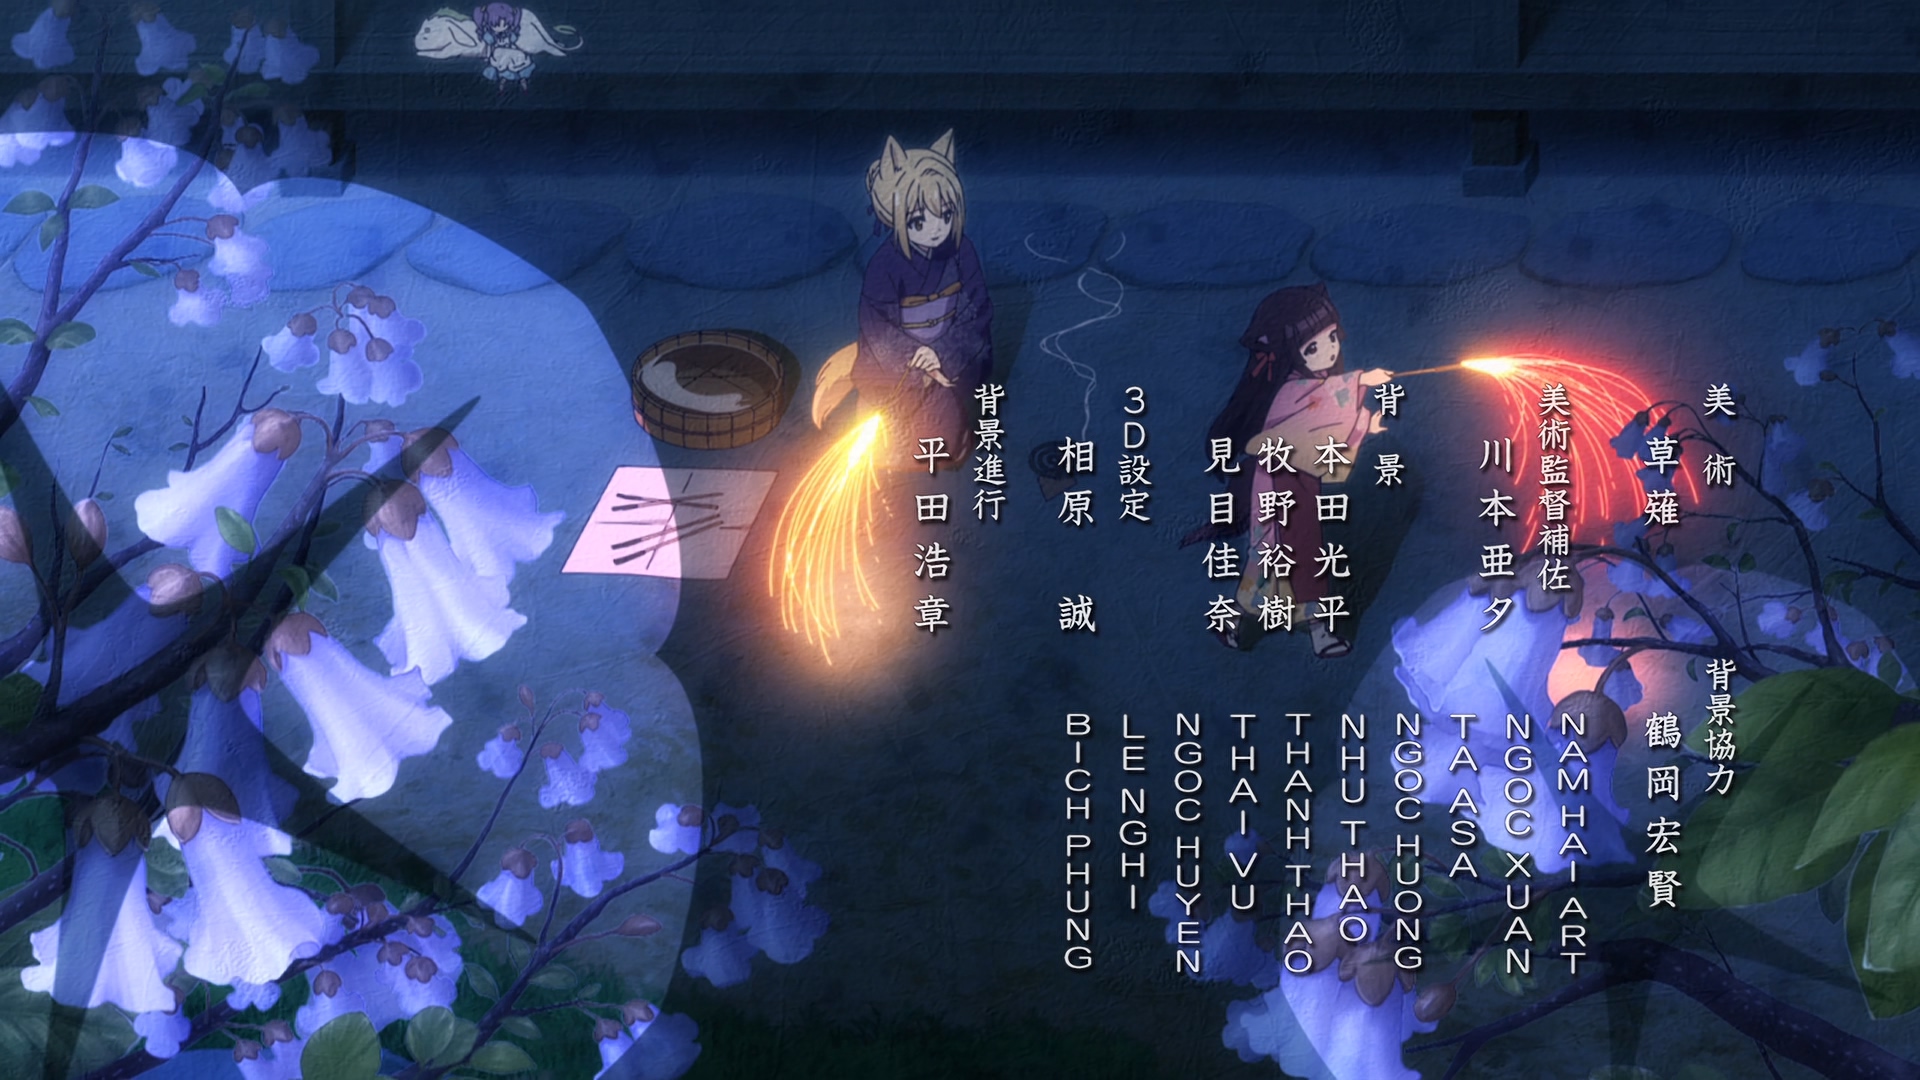 美術
草薙
美術監督補佐
川本亜夕
背景
本田光平
牧野裕樹
見目佳奈
3D設定
相原 誠
背景進行
平田浩章
背景協力
鶴岡宏賢
NAM HAI ART
NGOC XUAN
TA ASA
NGOC HUONG
NHU THAO
THANH THAO
THAI VU
NGOC HUYEN
LE NGHI
BICH PHUNG